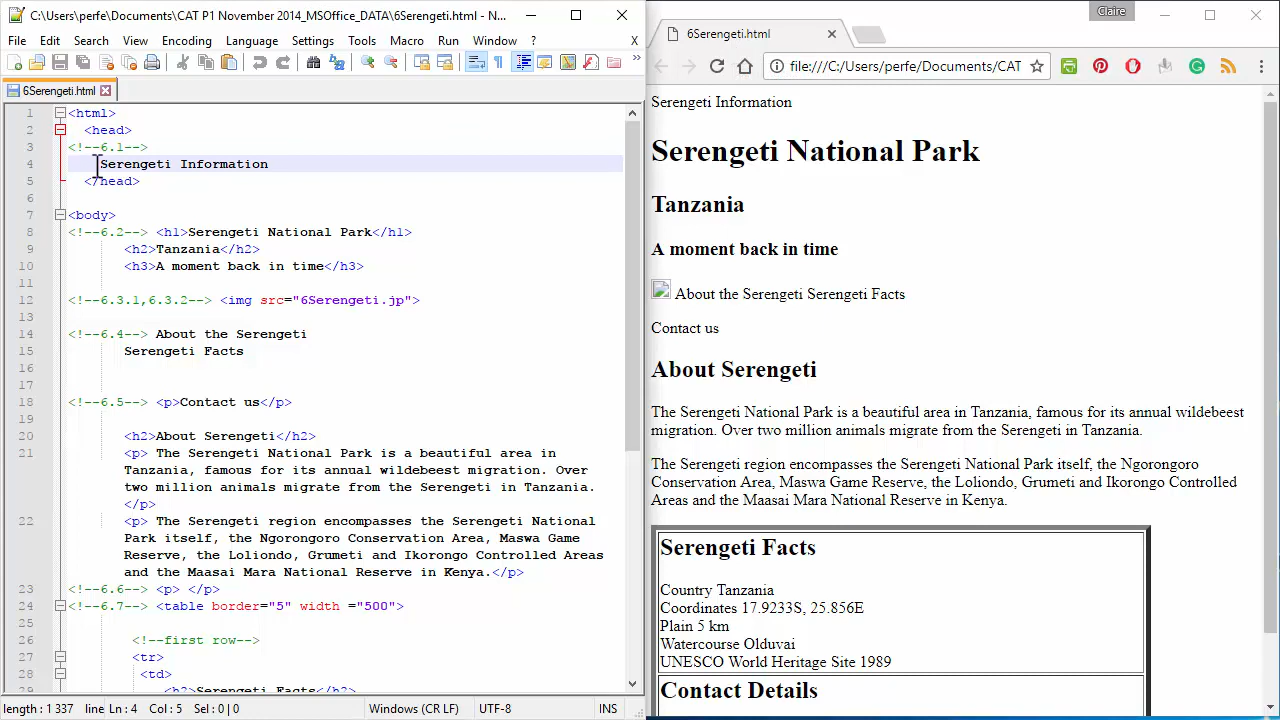 C:\Users\perfe\Documents\CAT P1 November 2014_MSOffice_DATA\6Serengeti.html - N...
File Edit Search View Encoding Language Settings Tools Macro Run Window ? X
6Serengeti.html
1 <html>
2 <head>
3 <!--6.1-->
4 Serengeti Information
5 </head>
6
7 <body>
8 <!--6.2--> <h1>Serengeti National Park</h1>
9 <h2>Tanzania</h2>
10 <h3>A moment back in time</h3>
11
12 <!--6.3.1,6.3.2--> <img src="6Serengeti.jp">
13
14 <!--6.4--> About the Serengeti
15 Serengeti Facts
16
17
18 <!--6.5--> <p>Contact us</p>
19
20 <h2>About Serengeti</h2>
21 <p> The Serengeti National Park is a beautiful area in
Tanzania, famous for its annual wildebeest migration. Over
two million animals migrate from the Serengeti in Tanzania.
</p>
22 <p> The Serengeti region encompasses the Serengeti National
Park itself, the Ngorongoro Conservation Area, Maswa Game
Reserve, the Loliondo, Grumeti and Ikorongo Controlled Areas
and the Maasai Mara National Reserve in Kenya.</p>
23 <!--6.6--> <p> </p>
24 <!--6.7--> <table border="5" width ="500">
25
26 <!--first row-->
27 <tr>
28 <td>
29 <h2>Serengeti Facts</h2>
length : 1 337 line Ln : 4 Col : 5 Sel : 0 | 0 Windows (CR LF) UTF-8 INS
Claire
6Serengeti.html
file:///C:/Users/perfe/Documents/CAT
Serengeti Information
Serengeti National Park
Tanzania
A moment back in time
About the Serengeti Serengeti Facts
Contact us
About Serengeti
The Serengeti National Park is a beautiful area in Tanzania, famous for its annual wildebeest
migration. Over two million animals migrate from the Serengeti in Tanzania.
The Serengeti region encompasses the Serengeti National Park itself, the Ngorongoro
Conservation Area, Maswa Game Reserve, the Loliondo, Grumeti and Ikorongo Controlled
Areas and the Maasai Mara National Reserve in Kenya.
Serengeti Facts
Country Tanzania
Coordinates 17.9233S, 25.856E
Plain 5 km
Watercourse Olduvai
UNESCO World Heritage Site 1989
Contact Details